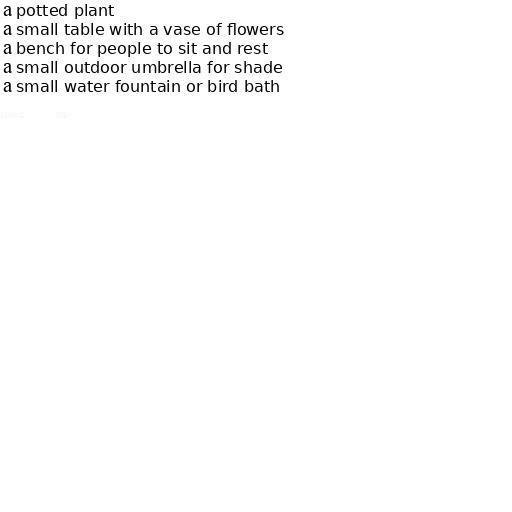 a potted plant
a small table with a vase of flowers
a bench for people to sit and rest
a small outdoor umbrella for shade
a small water fountain or bird bath